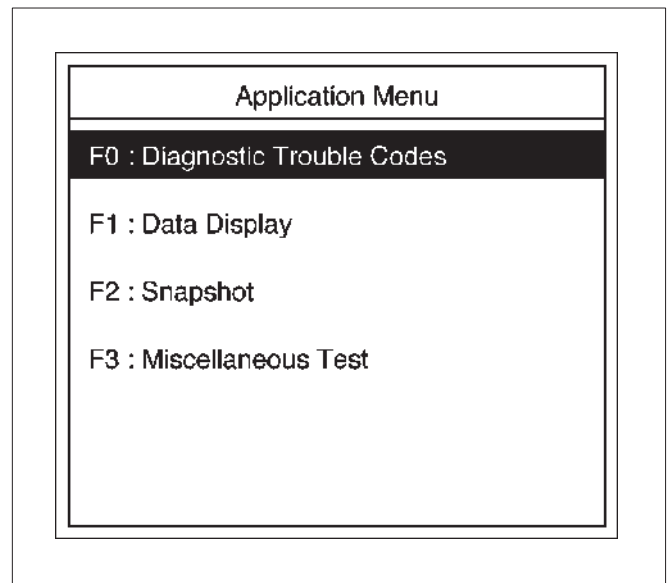 Application Menu
F0 : Diagnostic Trouble Codes
F1 : Data Display
F2 : Snapshot
F3 : Miscellaneous Test